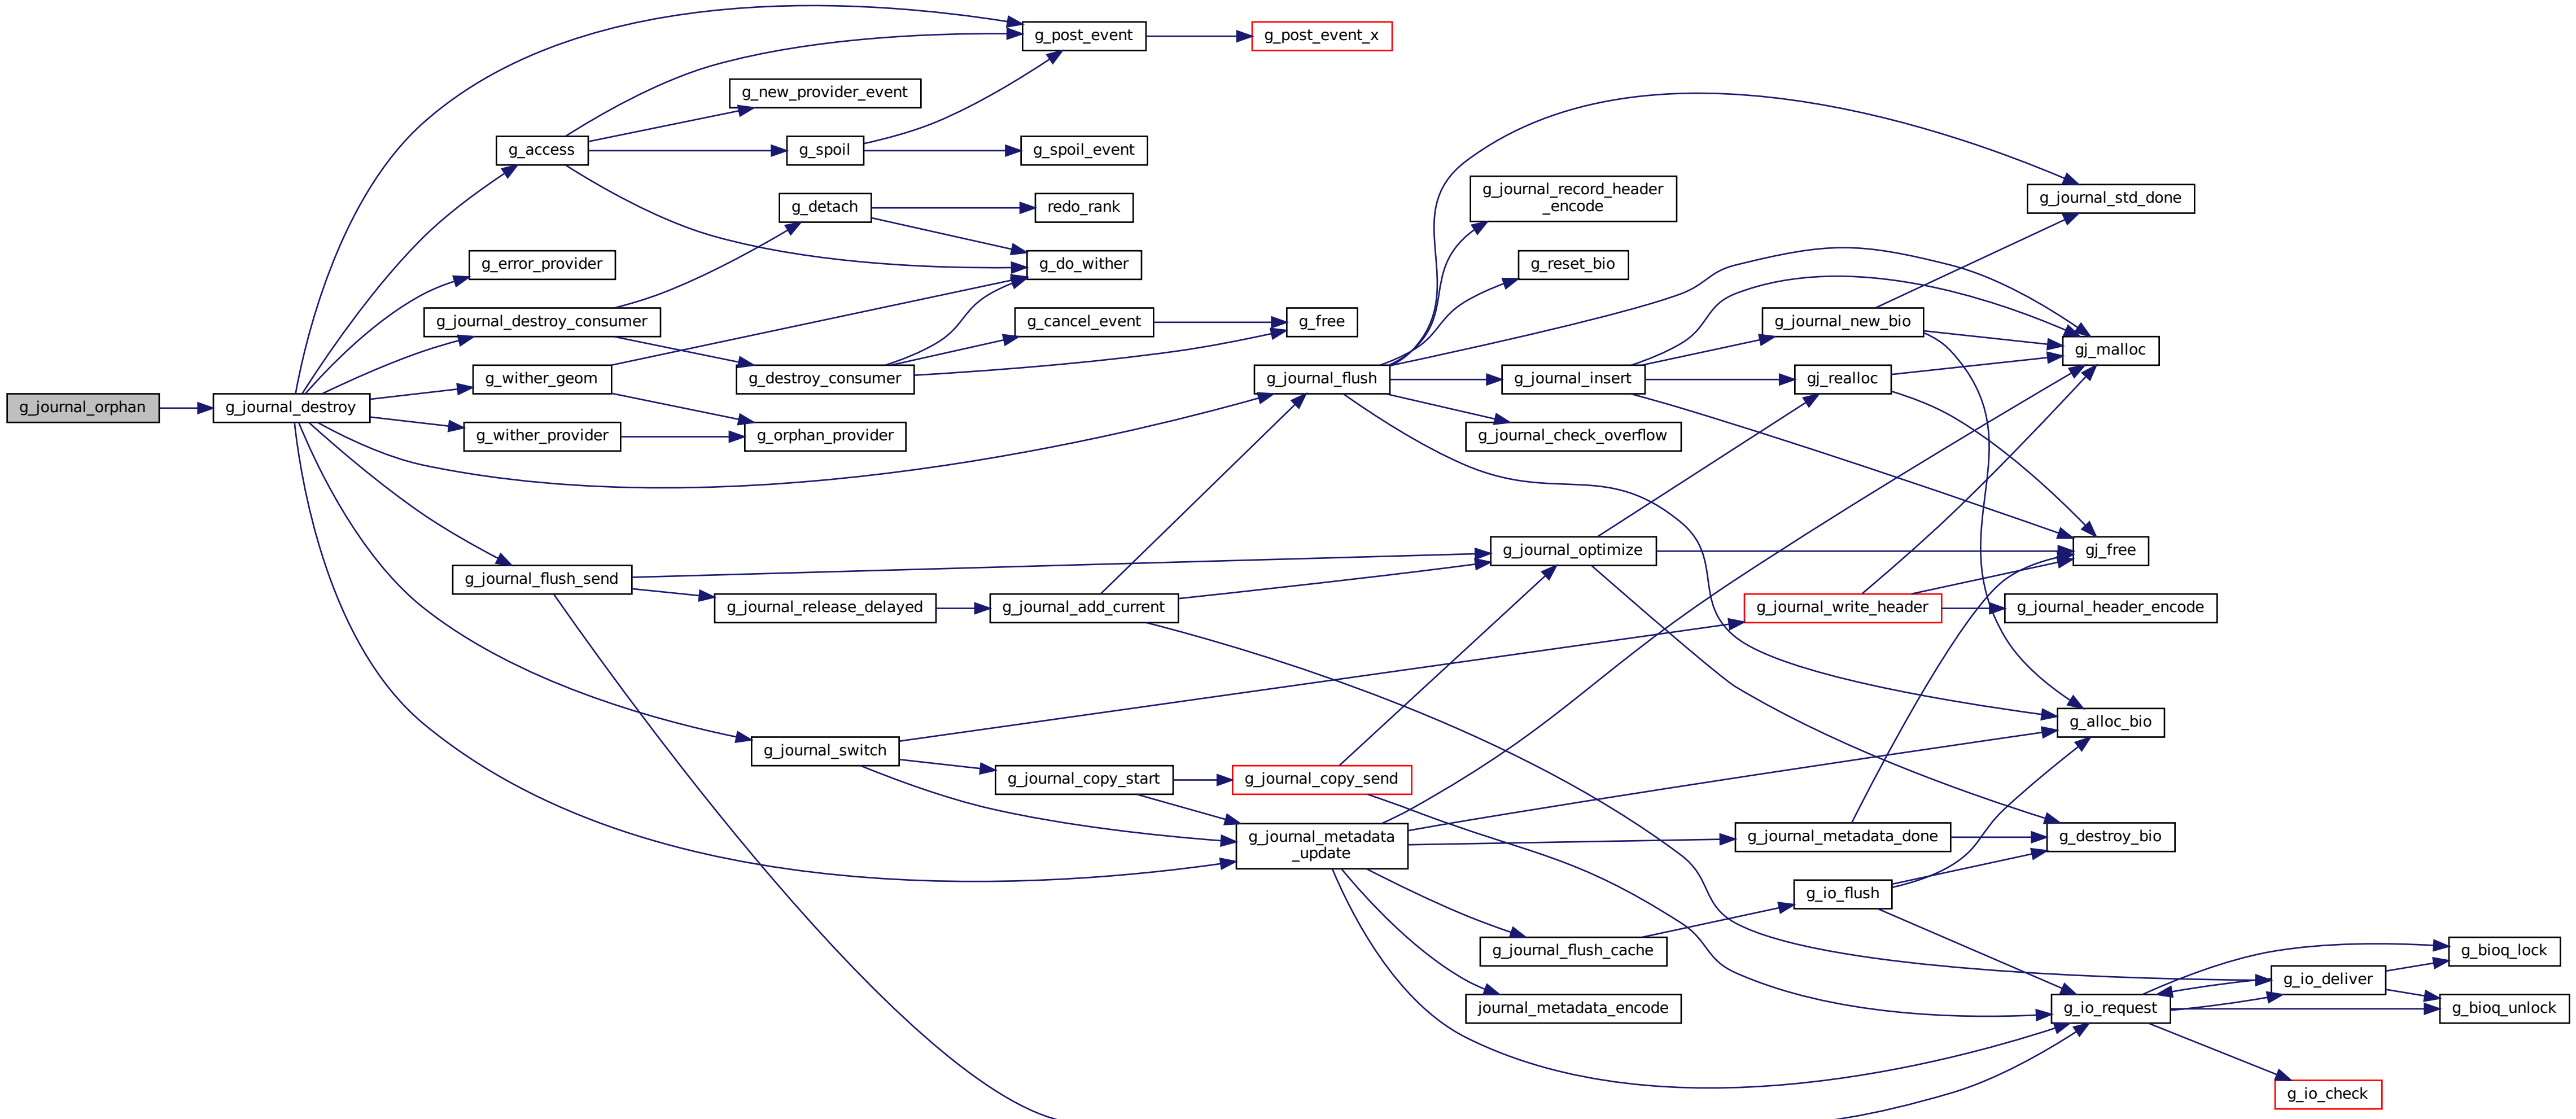 g_post_event
g_post_event_x
g_new_provider_event
g_access
g_spoil
g_spoil_event
g_journal_record_header
_encode
g_journal_std_done
g_detach
redo_rank
g_error_provider
g_do_wither
g_reset_bio
g_journal_destroy_consumer
g_cancel_event
g_free
g_journal_new_bio
gj_malloc
g_wither_geom
g_destroy_consumer
g_journal_flush
g_journal_insert
gj_realloc
g_journal_orphan
g_journal_destroy
g_wither_provider
g_orphan_provider
g_journal_check_overflow
g_journal_optimize
gj_free
g_journal_flush_send
g_journal_release_delayed
g_journal_add_current
g_journal_write_header
g_journal_header_encode
g_alloc_bio
g_journal_switch
g_journal_copy_start
g_journal_copy_send
g_journal_metadata
_update
g_journal_metadata_done
g_destroy_bio
g_io_flush
g_journal_flush_cache
g_bioq_lock
g_io_deliver
journal_metadata_encode
g_io_request
g_bioq_unlock
g_io_check